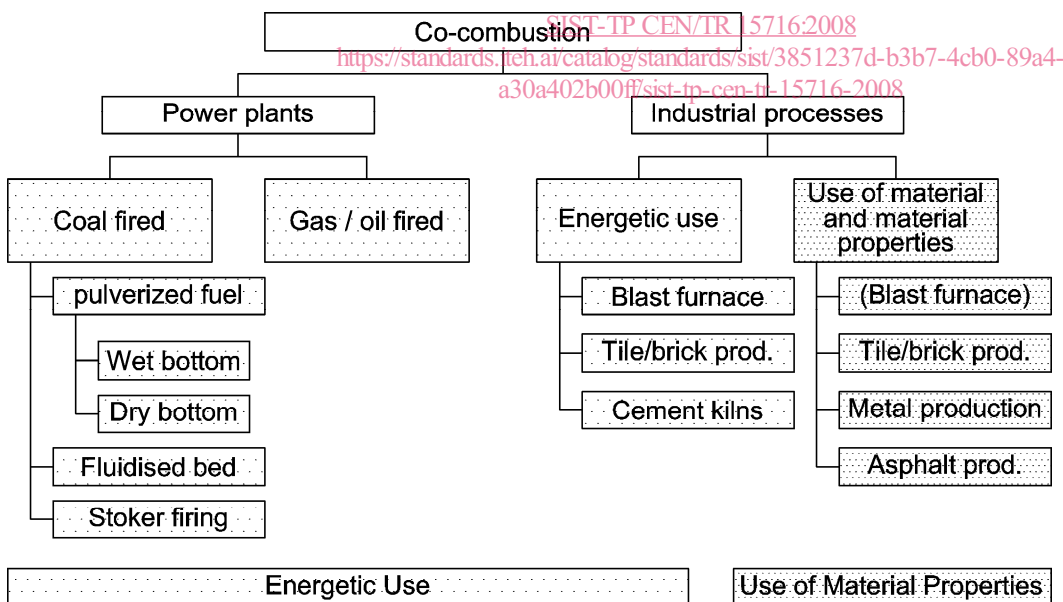 Co-combustion
SIST-TP CEN/TR 15716:2008
https://standards.iteh.ai/catalog/standards/sist/3851237d-b3b7-4cb0-89a4-
a30a402b00ff/sist-tp-cen-tr-15716-2008
Power plants
Industrial processes
Coal fired
Gas / oil fired
Energetic use
Use of material
and material
properties
pulverized fuel
Wet bottom
Dry bottom
Fluidised bed
Stoker firing
Blast furnace
Tile/brick prod.
Cement kilns
(Blast furnace)
Tile/brick prod.
Metal production
Asphalt prod.
Energetic Use
Use of Material Properties